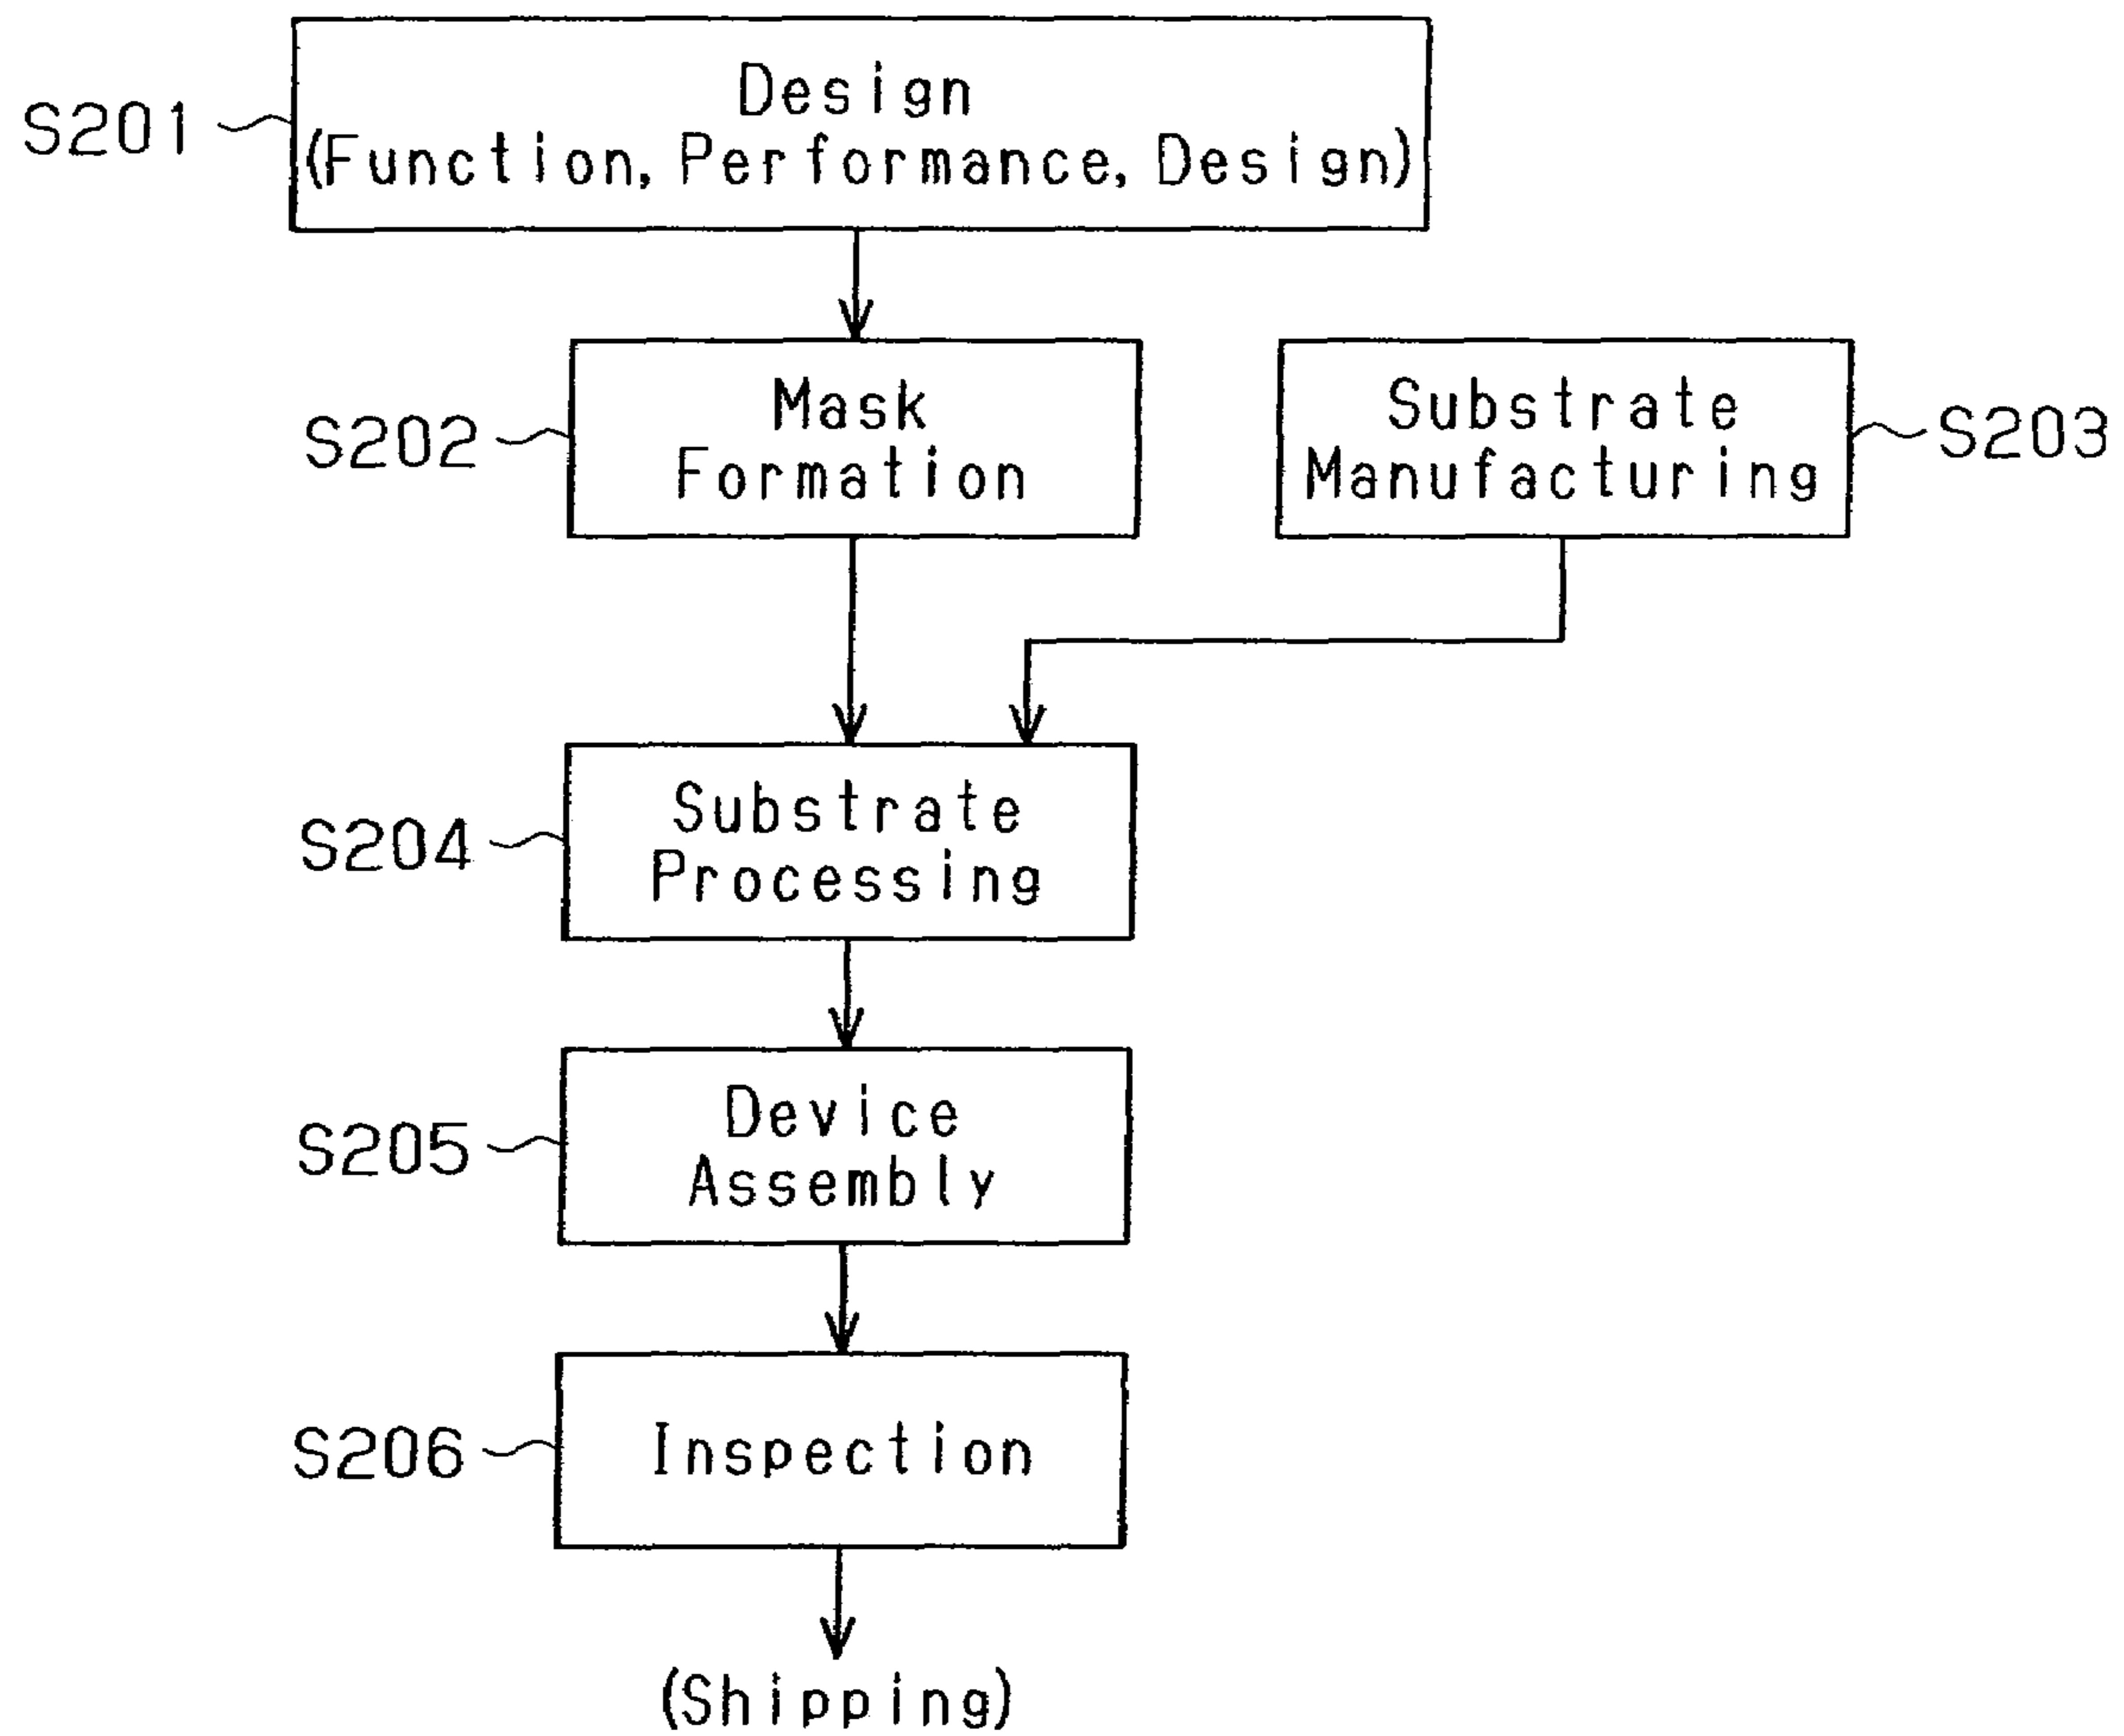 S201
Design
(Function, Performance, Design)
S202
Mask
Formation
Substrate
Manufacturing
S203
S204
Substrate
Processing
S205
Device
Assembly
S206
Inspection
(Shipping)